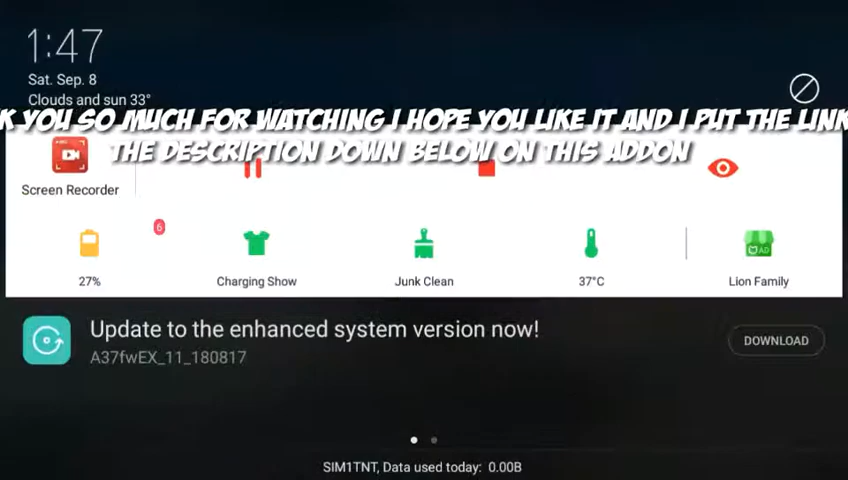 1:47
Sat. Sep. 8
Clouds and sun 33°
K YOU SO MUCH FOR WATCHING I HOPE YOU LIKE IT AND I PUT THE LINK
THE DESCRIPTION DOWN BELOW ON THIS ADDON
Screen Recorder
6
AD
27%
Charging Show
Junk Clean
37°C
Lion Family
Update to the enhanced system version now!
DOWNLOAD
A37fwEX_11_180817
SIM1TNT, Data used today: 0.00B